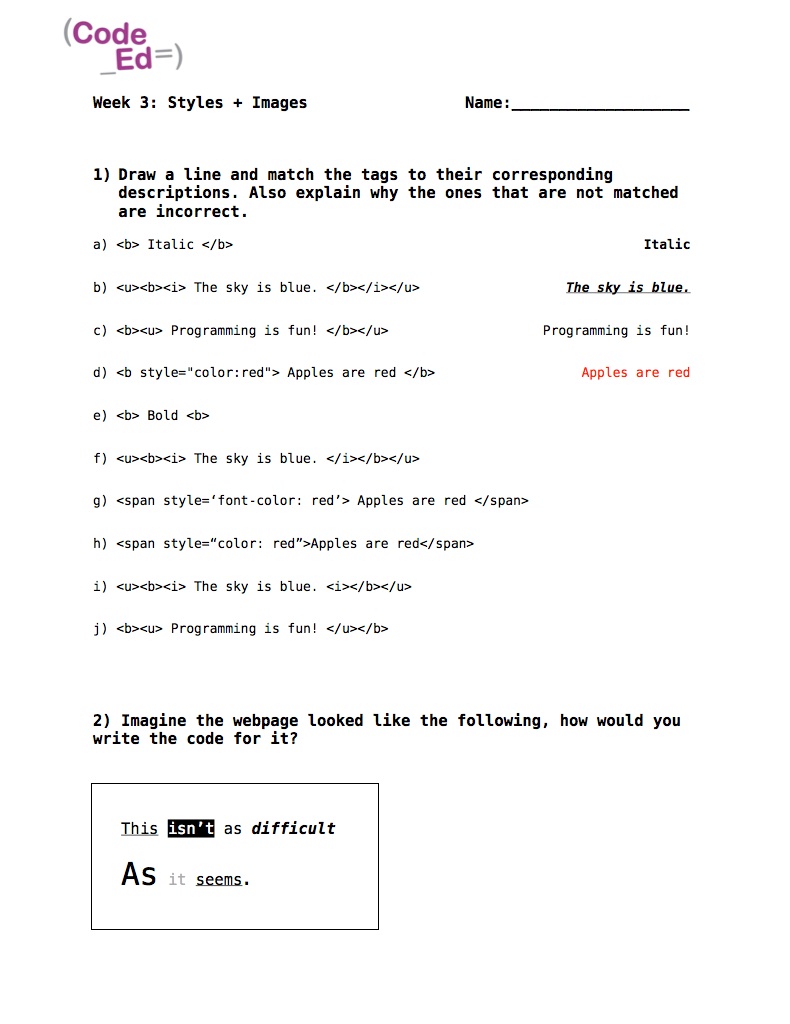 (Code
_Ed=)
Week 3: Styles + Images Name:___________________
1) Draw a line and match the tags to their corresponding
descriptions. Also explain why the ones that are not matched
are incorrect.
a) <b> Italic </b> Italic
b) <u><b><i> The sky is blue. </b></i></u> The sky is blue.
c) <b><u> Programming is fun! </b></u> Programming is fun!
d) <b style="color:red"> Apples are red </b> Apples are red
e) <b> Bold <b>
f) <u><b><i> The sky is blue. </i></b></u>
g) <span style=‘font-color: red’> Apples are red </span>
h) <span style=“color: red”>Apples are red</span>
i) <u><b><i> The sky is blue. <i></b></u>
j) <b><u> Programming is fun! </u></b>
2) Imagine the webpage looked like the following, how would you
write the code for it?
This isn’t as difficult
As it seems.